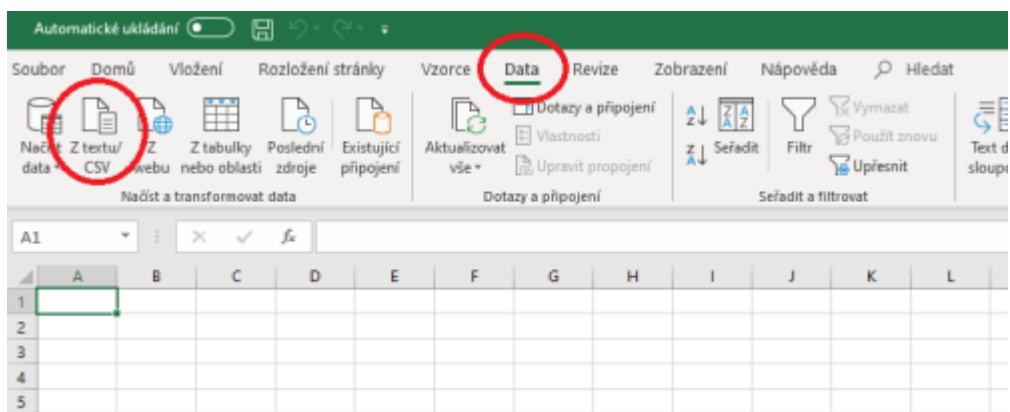 Automatické ukládání
Soubor Domů Vložení Rozložení stránky Vzorce Data Revize Zobrazení Nápověda Hledat
Načíst data
Z textu/ CSV
Z webu
Z tabulky nebo oblasti
Poslední zdroje
Existující připojení
Načíst a transformovat data
Aktualizovat vše
Dotazy a připojení
Vlastnosti
Upravit propojení
Dotazy a připojení
Seřadit
Filtr
Vymazat
Použít znovu
Upřesnit
Seřadit a filtrovat
Text d
sloupc
A1 fx
A B C D E F G H I J K L
1
2
3
4
5